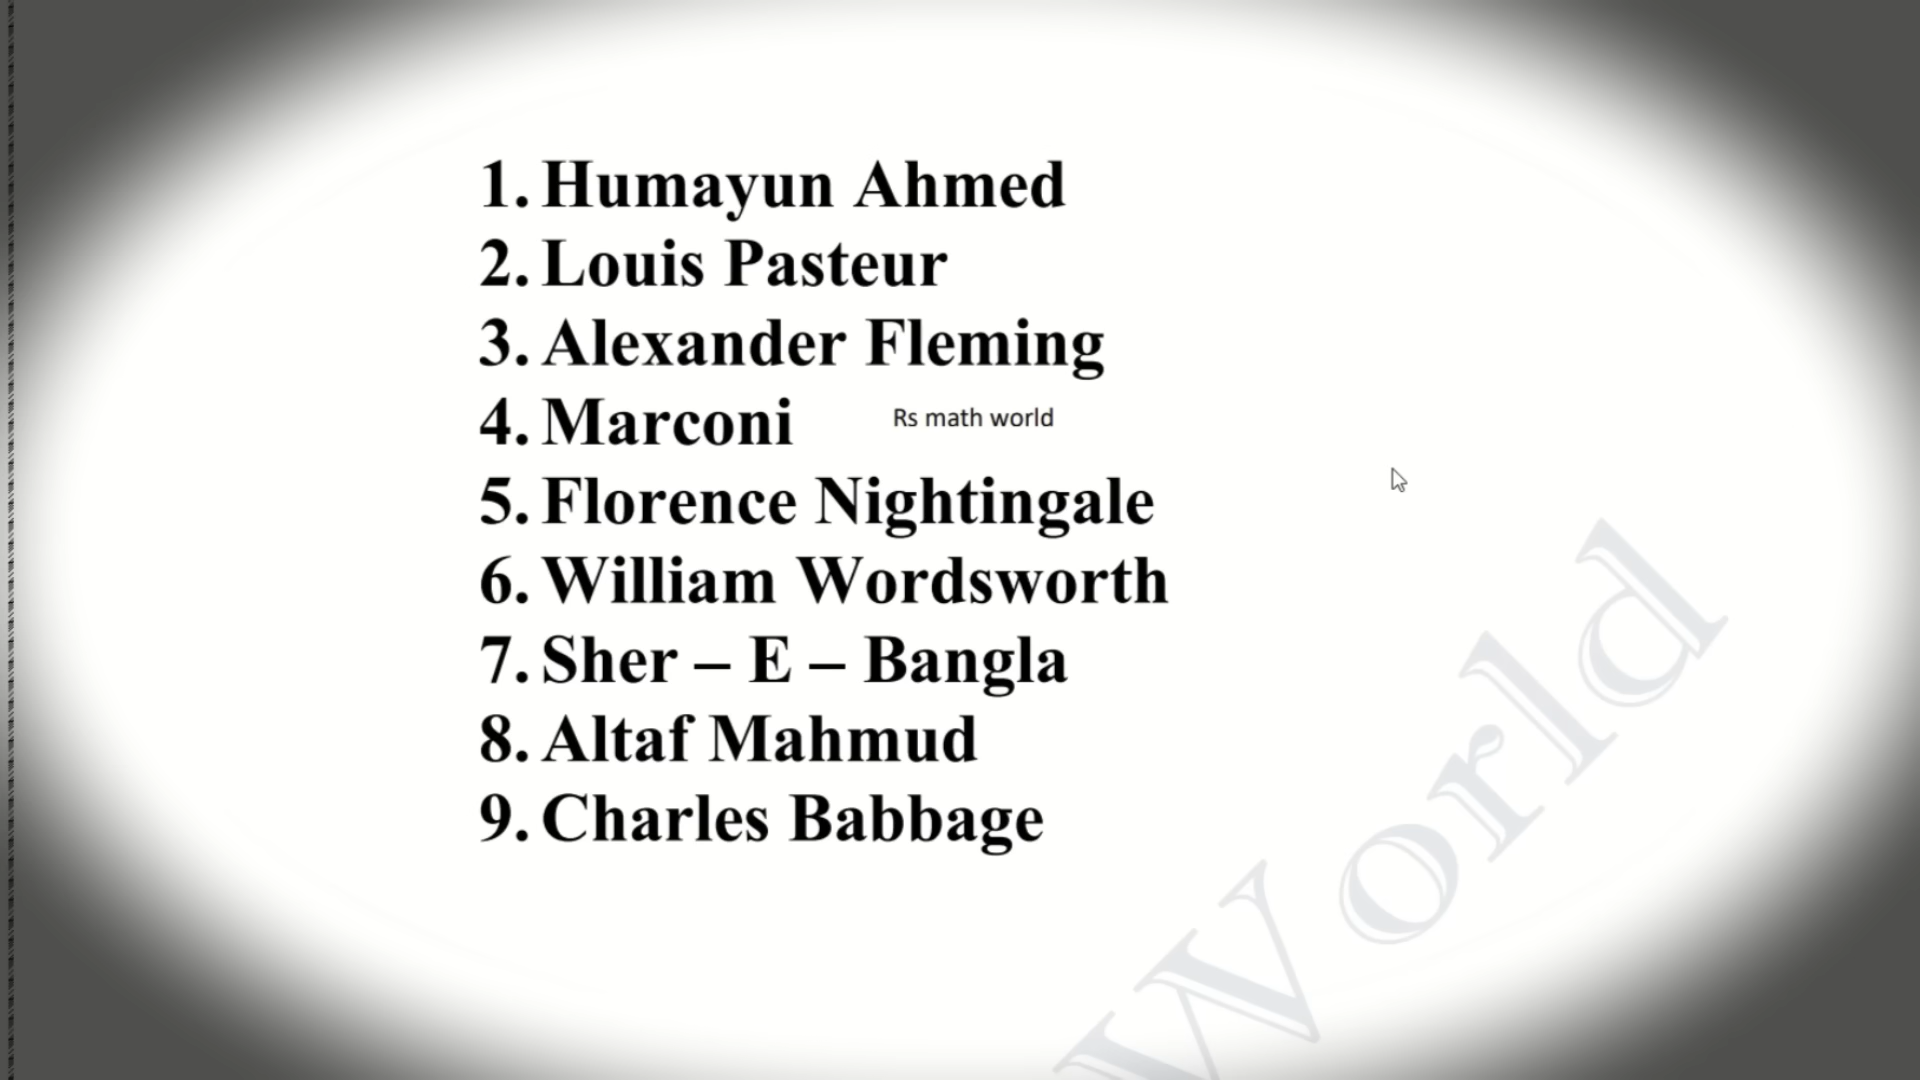 1. Humayun Ahmed
2. Louis Pasteur
3. Alexander Fleming
4. Marconi Rs math world
5. Florence Nightingale
6. William Wordsworth
7. Sher – E – Bangla
8. Altaf Mahmud
9. Charles Babbage
World